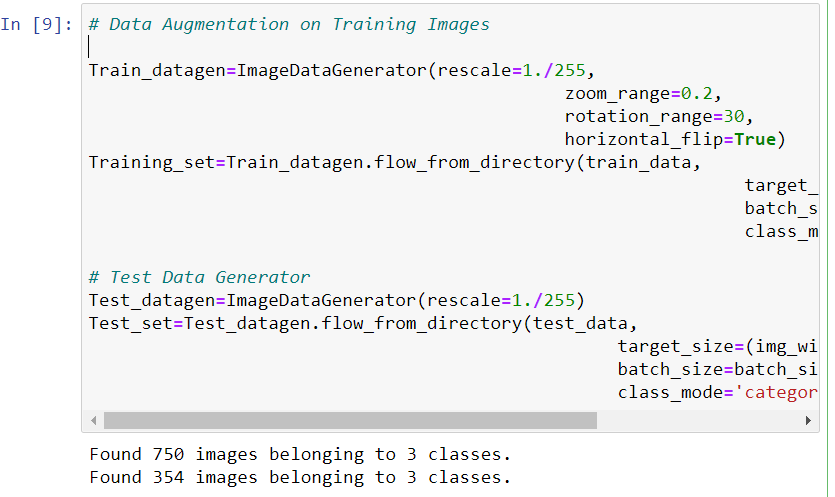 In [9]: # Data Augmentation on Training Images
Train_datagen=ImageDataGenerator(rescale=1./255,
zoom_range=0.2,
rotation_range=30,
horizontal_flip=True)
Training_set=Train_datagen.flow_from_directory(train_data,
target_
batch_s
class_m
# Test Data Generator
Test_datagen=ImageDataGenerator(rescale=1./255)
Test_set=Test_datagen.flow_from_directory(test_data,
target_size=(img_wi
batch_size=batch_si
class_mode='categor
Found 750 images belonging to 3 classes.
Found 354 images belonging to 3 classes.